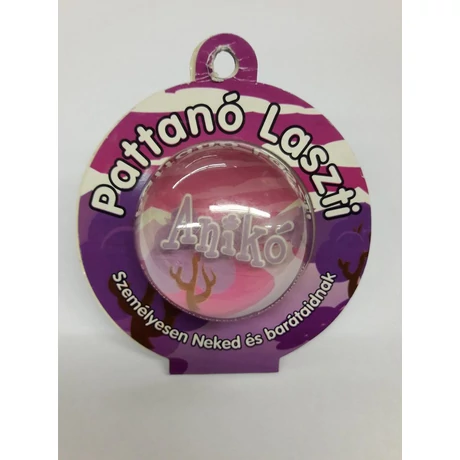 Pattanó Laszti
Anikó
Személyesen Neked és barátaidnak